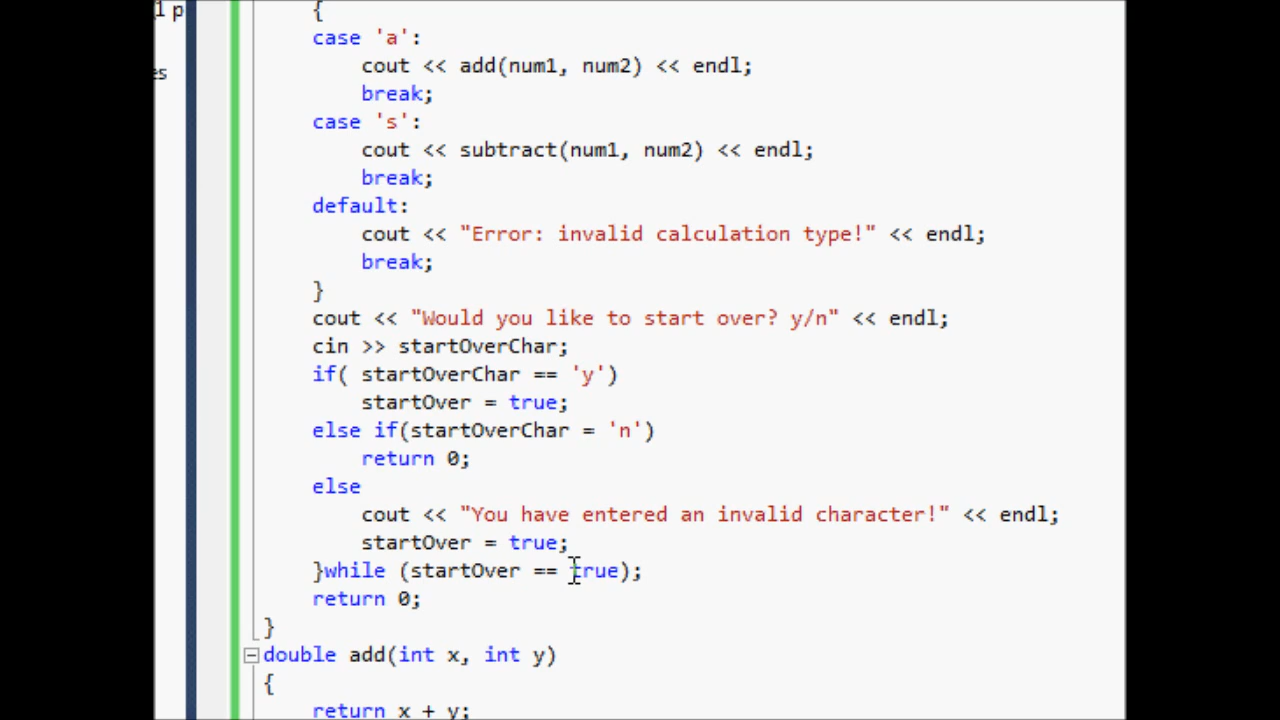 1 p
es
{
case 'a':
cout << add(num1, num2) << endl;
break;
case 's':
cout << subtract(num1, num2) << endl;
break;
default:
cout << "Error: invalid calculation type!" << endl;
break;
}
cout << "Would you like to start over? y/n" << endl;
cin >> startOverChar;
if( startOverChar == 'y')
startOver = true;
else if(startOverChar = 'n')
return 0;
else
cout << "You have entered an invalid character!" << endl;
startOver = true;
}while (startOver == true);
return 0;
}
double add(int x, int y)
{
return x + y;